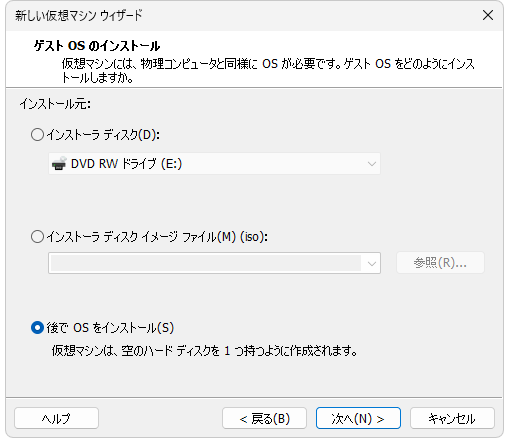 新しい仮想マシン ウィザード
ゲスト OS のインストール
仮想マシンには、物理コンピュータと同様に OS が必要です。ゲスト OS をどのようにインス
トールしますか。
インストール元:
インストーラ ディスク(D):
DVD RW ドライブ (E:)
インストーラ ディスク イメージ ファイル(M) (iso):
参照(R)...
後で OS をインストール(S)
仮想マシンは、空のハード ディスクを 1 つ持つように作成されます。
ヘルプ
< 戻る(B)
次へ(N) >
キャンセル